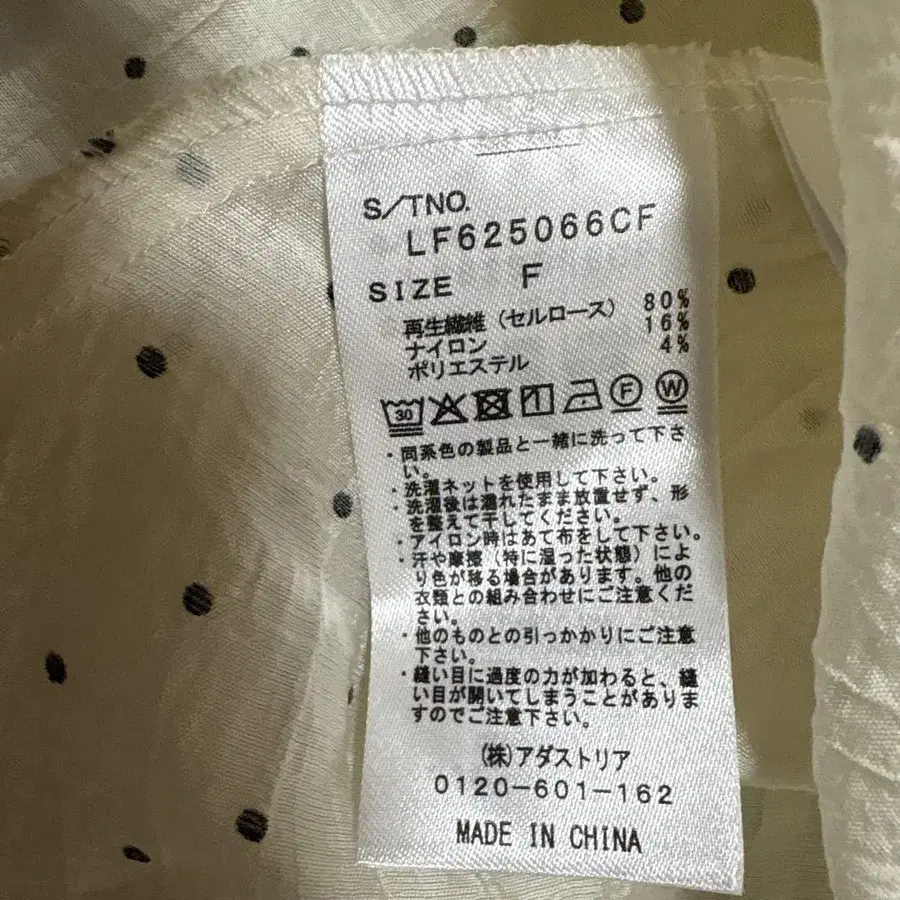 S/TNO.
LF625066CF
SIZE F
再生繊維（セルロース） 80%
ナイロン 16%
ポリエステル 4%
30 F W
・同系色の製品と一緒に洗って下さ
い。
・洗濯ネットを使用して下さい。
・洗濯後は濡れたまま放置せず、形
を整えて干してください。
・アイロン時はあて布をして下さい。
・汗や摩擦（特に湿った状態）によ
り色が移る場合があります。他の
衣類との組み合わせにご注意くだ
さい。
・他のものとの引っかかりにご注意
下さい。
・縫い目に過度の力が加わると、縫
い目が開いてしまうことがありま
すのでご注意下さい。
（株）アダストリア
0120-601-162
MADE IN CHINA